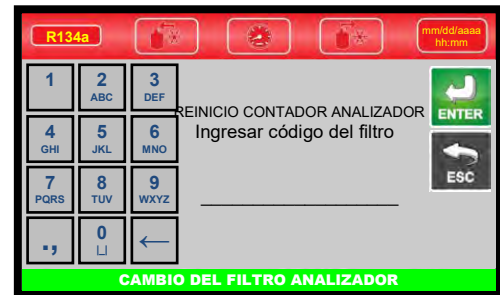 R134a
mm/dd/aaaa
hh:mm
1
2
ABC
3
DEF
4
GHI
5
JKL
6
MNO
7
PQRS
8
TUV
9
WXYZ
.,
0
⊔
←
REINICIO CONTADOR ANALIZADOR
Ingresar código del filtro
____________________
ENTER
ESC
CAMBIO DEL FILTRO ANALIZADOR